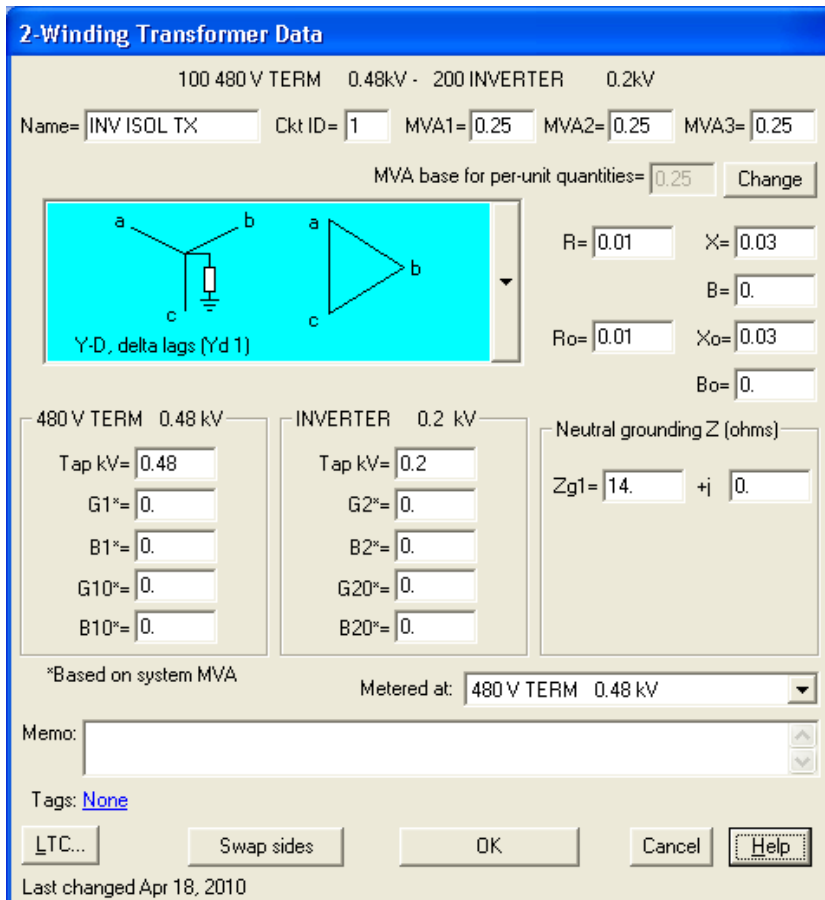 2-Winding Transformer Data
100 480 V TERM 0.48kV - 200 INVERTER 0.2kV
Name= INV ISOL TX Ckt ID= 1 MVA1= 0.25 MVA2= 0.25 MVA3= 0.25
MVA base for per-unit quantities= 0.25 Change
a b a b c c
Y-D, delta lags (Yd 1)
R= 0.01 X= 0.03
B= 0.
Ro= 0.01 Xo= 0.03
Bo= 0.
480 V TERM 0.48 kV
Tap kV= 0.48
G1*= 0.
B1*= 0.
G10*= 0.
B10*= 0.
INVERTER 0.2 kV
Tap kV= 0.2
G2*= 0.
B2*= 0.
G20*= 0.
B20*= 0.
Neutral grounding Z (ohms)
Zg1= 14. +j 0.
*Based on system MVA
Metered at: 480 V TERM 0.48 kV
Memo:
Tags: None
LTC... Swap sides OK Cancel Help
Last changed Apr 18, 2010